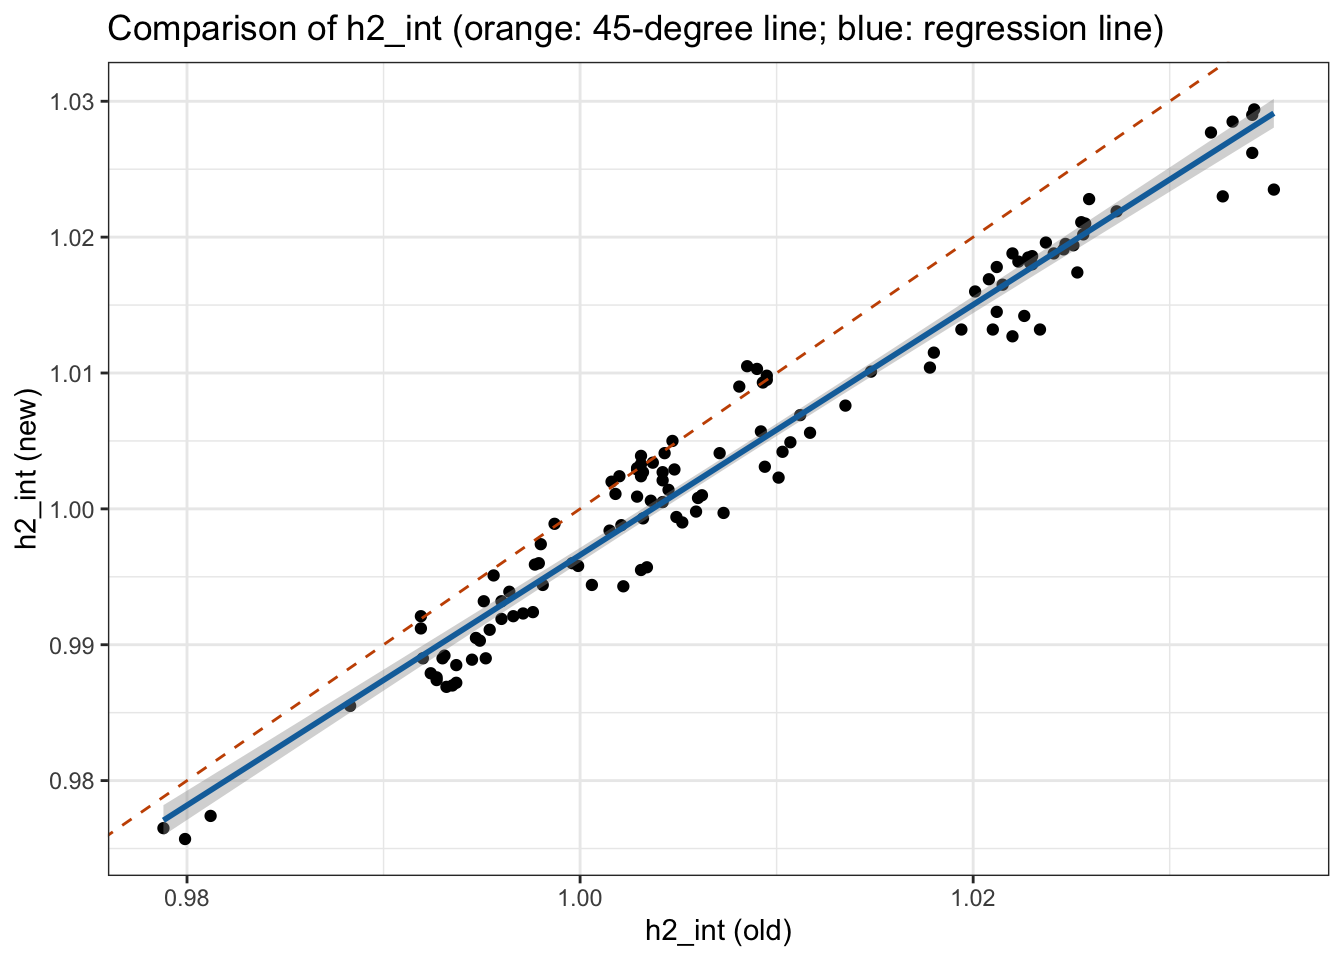 Comparison of h2_int (orange: 45-degree line; blue: regression line)
1.03
1.02
1.01
1.00
0.99
0.98
h2_int (new)
0.98 1.00 1.02
h2_int (old)